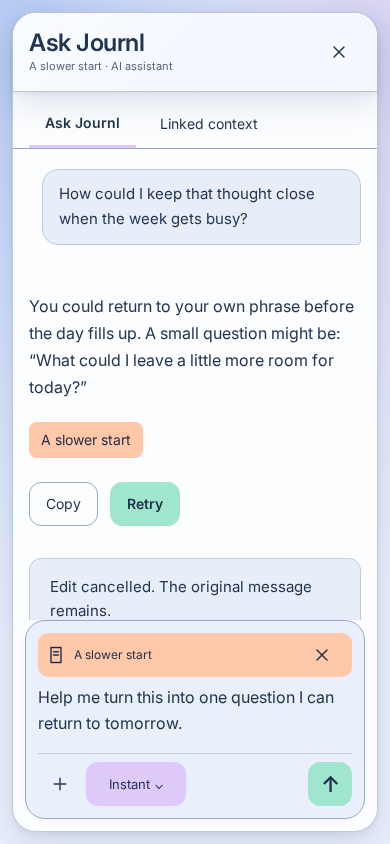 Ask Journl
A slower start · AI assistant
Ask Journl
Linked context
How could I keep that thought close
when the week gets busy?
You could return to your own phrase before
the day fills up. A small question might be:
“What could I leave a little more room for
today?”
A slower start
Copy
Retry
Edit cancelled. The original message
remains.
A slower start
Help me turn this into one question I can
return to tomorrow.
Instant